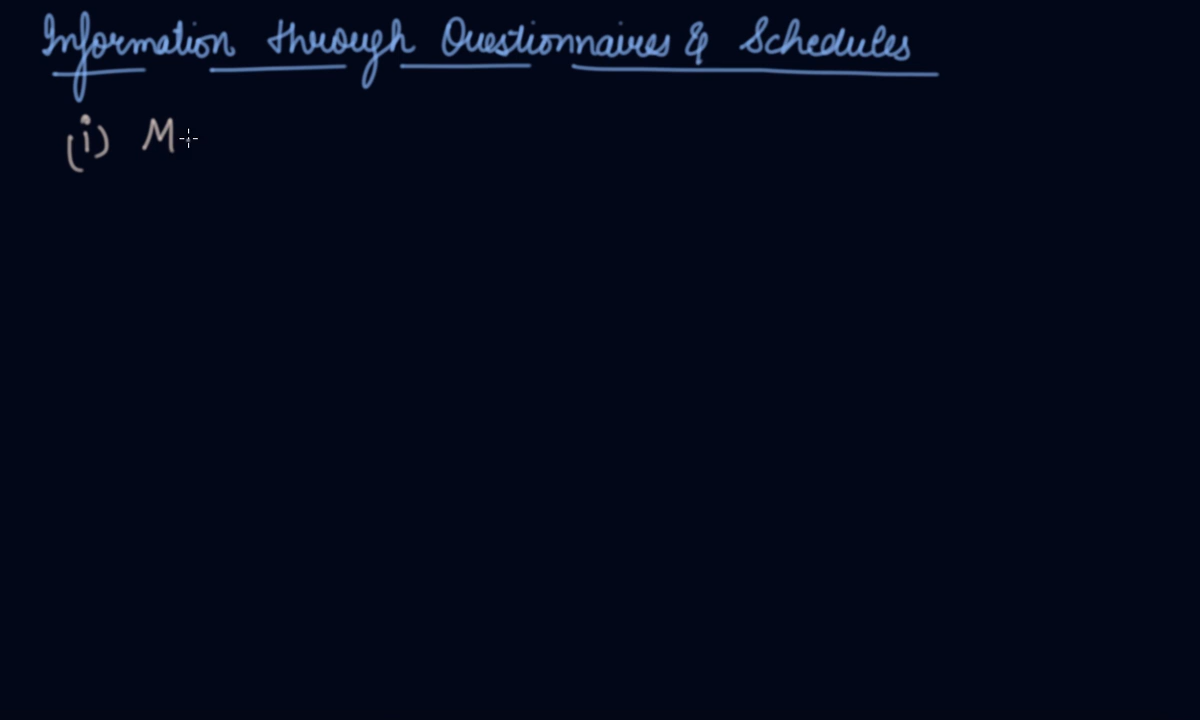 Information through Questionnaires & Schedules
(i) M